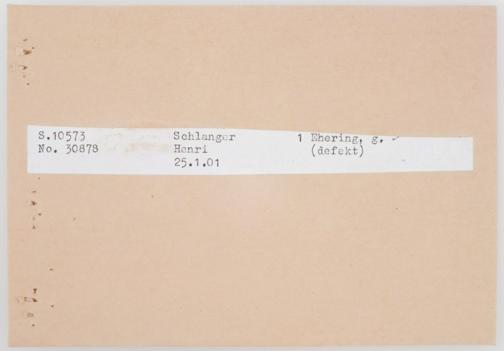 S.10573 Schlanger 1 Ehering, g.
No. 30878 Henri (defekt)
25.1.01